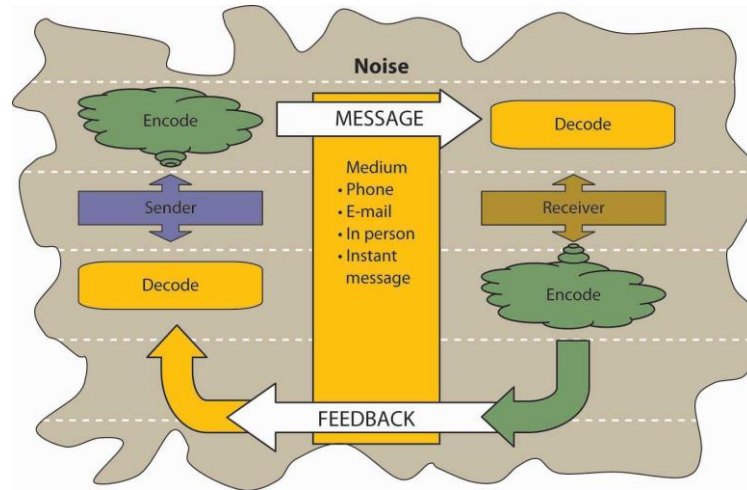 Noise
Encode
MESSAGE
Decode
Medium
• Phone
• E-mail
• In person
• Instant
message
Sender
Receiver
Decode
Encode
FEEDBACK